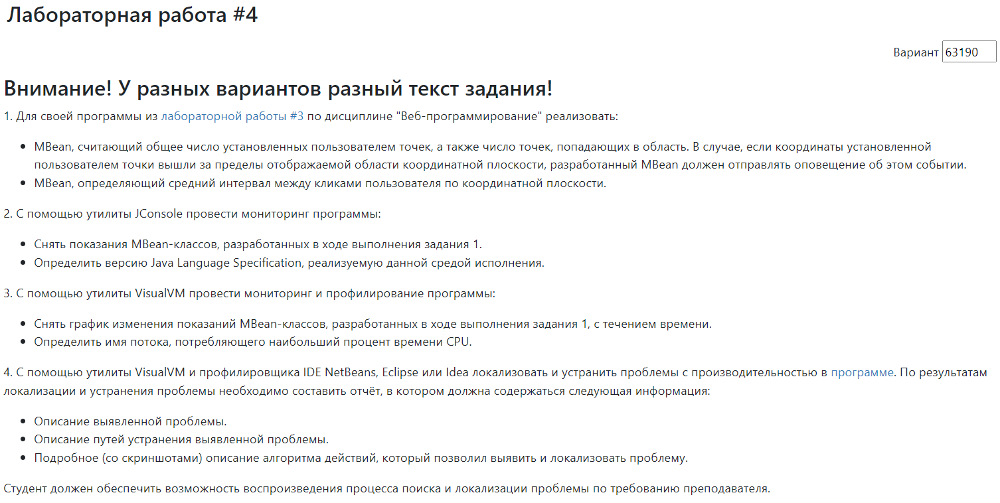 Лабораторная работа #4
Вариант 63190
Внимание! У разных вариантов разный текст задания!
1. Для своей программы из лабораторной работы #3 по дисциплине "Веб-программирование" реализовать:
• MBean, считающий общее число установленных пользователем точек, а также число точек, попадающих в область. В случае, если координаты установленной
пользователем точки вышли за пределы отображаемой области координатной плоскости, разработанный MBean должен отправлять оповещение об этом событии.
• MBean, определяющий средний интервал между кликами пользователя по координатной плоскости.
2. С помощью утилиты JConsole провести мониторинг программы:
• Снять показания MBean-классов, разработанных в ходе выполнения задания 1.
• Определить версию Java Language Specification, реализуемую данной средой исполнения.
3. С помощью утилиты VisualVM провести мониторинг и профилирование программы:
• Снять график изменения показаний MBean-классов, разработанных в ходе выполнения задания 1, с течением времени.
• Определить имя потока, потребляющего наибольший процент времени CPU.
4. С помощью утилиты VisualVM и профилировщика IDE NetBeans, Eclipse или Idea локализовать и устранить проблемы с производительностью в программе. По результатам
локализации и устранения проблемы необходимо составить отчёт, в котором должна содержаться следующая информация:
• Описание выявленной проблемы.
• Описание путей устранения выявленной проблемы.
• Подробное (со скриншотами) описание алгоритма действий, который позволил выявить и локализовать проблему.
Студент должен обеспечить возможность воспроизведения процесса поиска и локализации проблемы по требованию преподавателя.